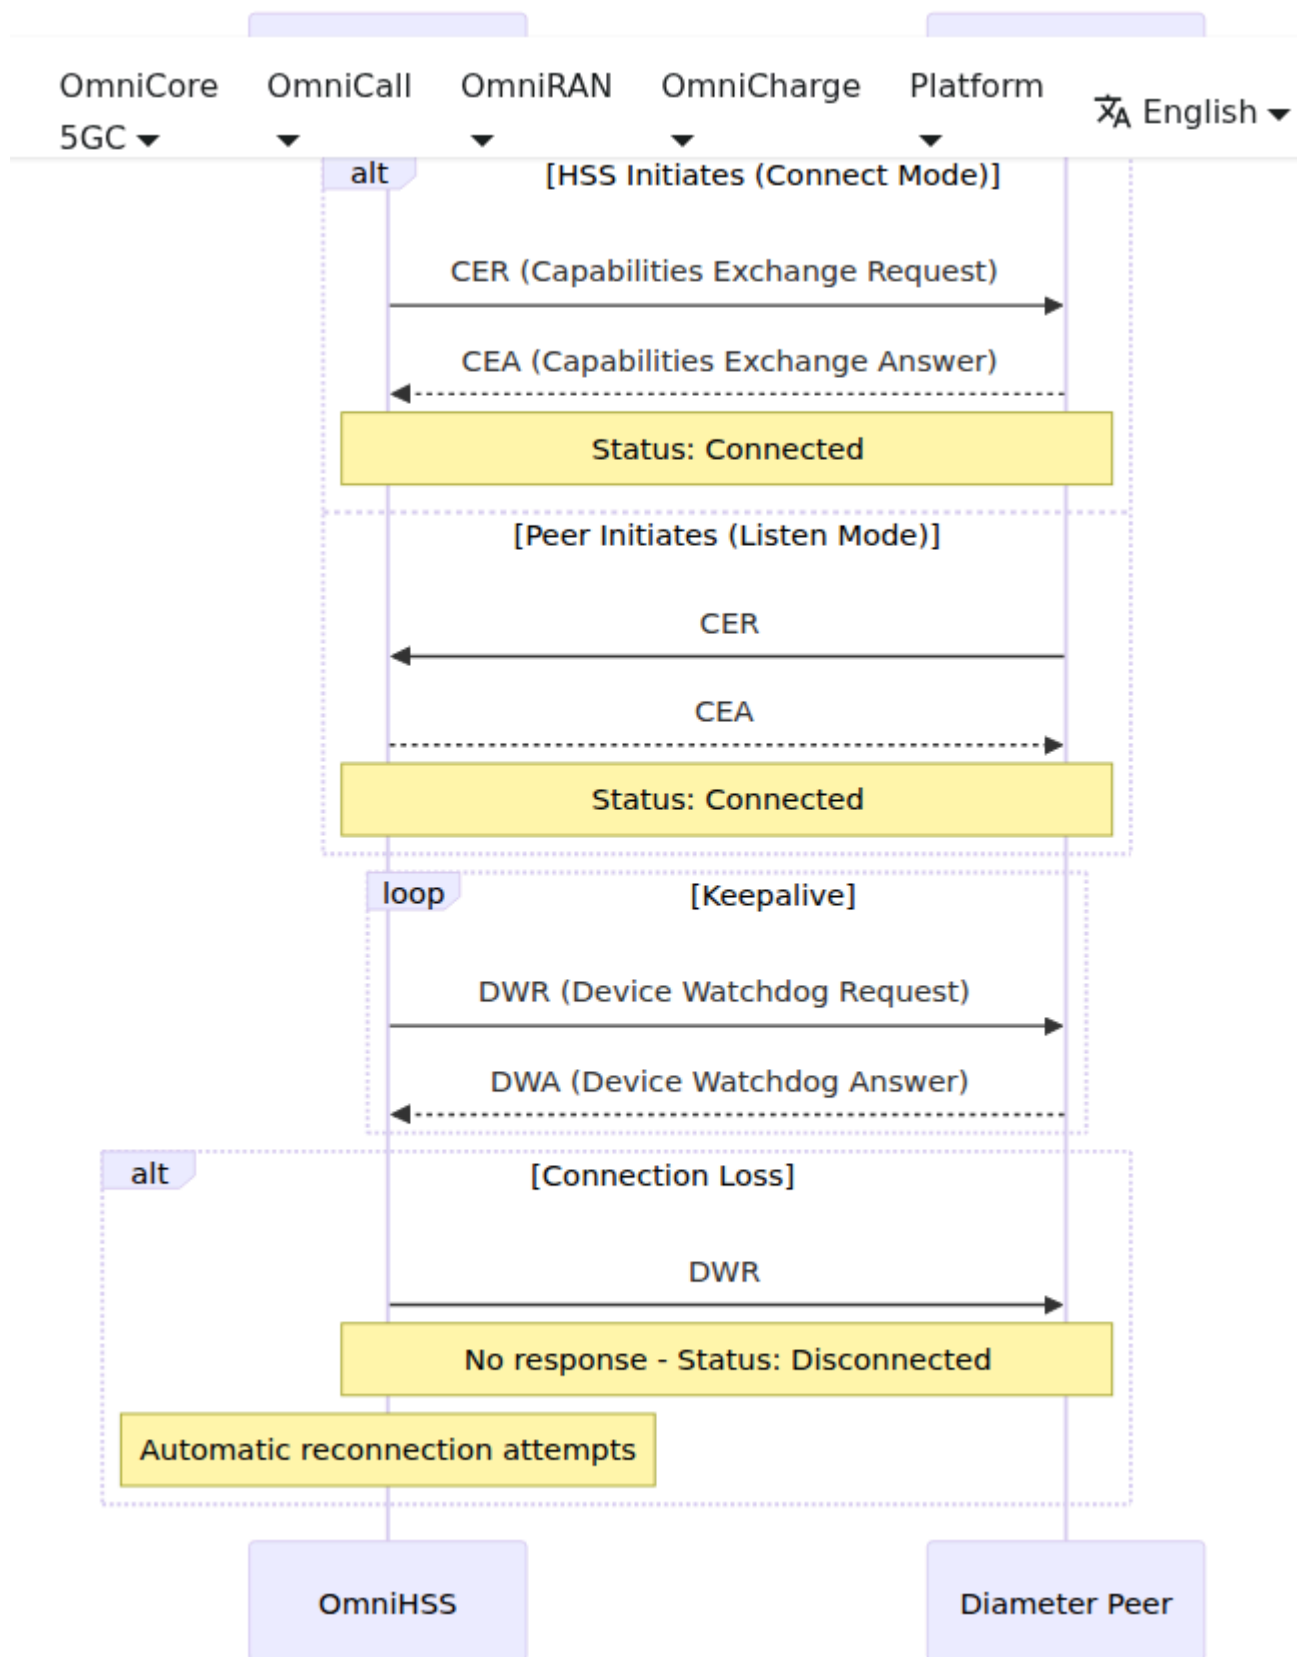 OmniCore OmniCall OmniRAN OmniCharge Platform
5GC
English
alt [HSS Initiates (Connect Mode)]
CER (Capabilities Exchange Request)
CEA (Capabilities Exchange Answer)
Status: Connected
[Peer Initiates (Listen Mode)]
CER
CEA
Status: Connected
loop [Keepalive]
DWR (Device Watchdog Request)
DWA (Device Watchdog Answer)
alt [Connection Loss]
DWR
No response - Status: Disconnected
Automatic reconnection attempts
OmniHSS Diameter Peer